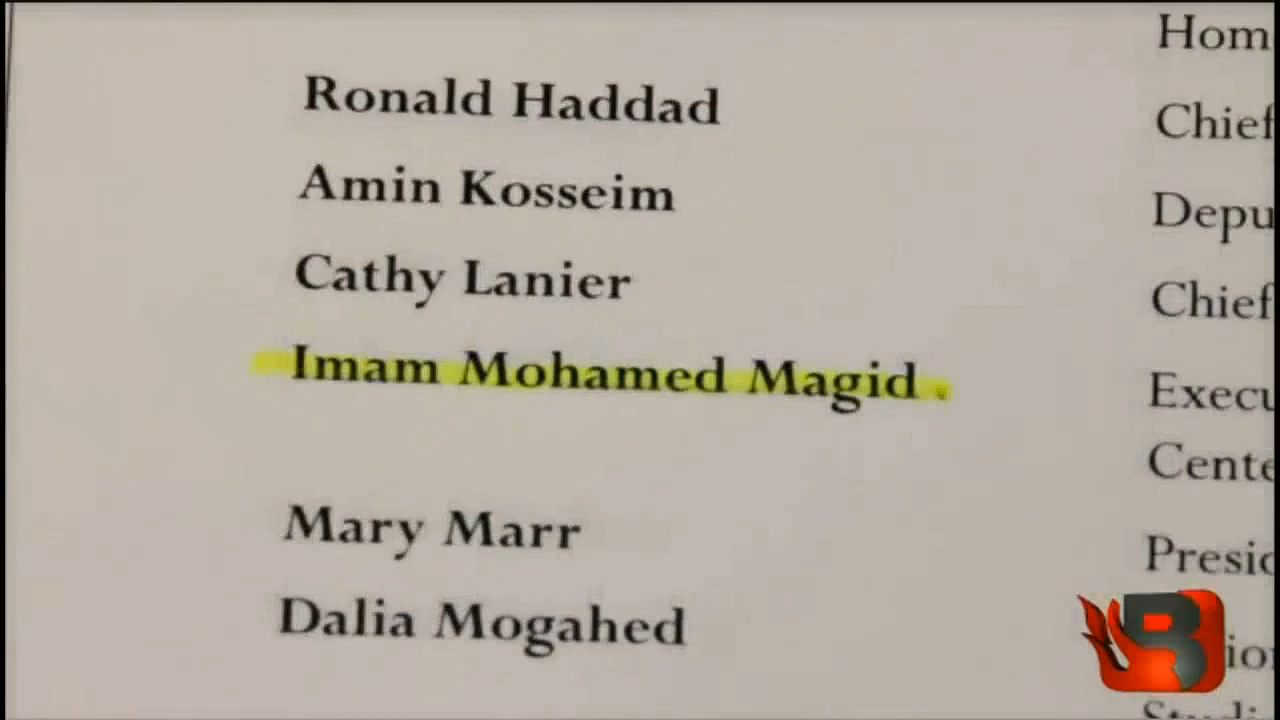 Hom
Ronald Haddad
Chief
Amin Kosseim
Depu
Cathy Lanier
Chief
Imam Mohamed Magid
Execu
Cente
Mary Marr
Presid
Dalia Mogahed
B